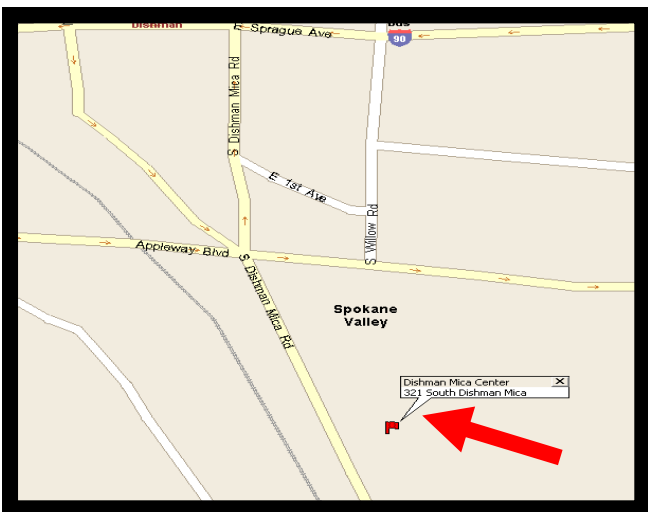 Dishman
E Sprague Ave
Bus
90
S Dishman Mica Rd
E 1st Ave
S Willow Rd
Appleway Blvd
S Dishman Mica Rd
Spokane
Valley
Dishman Mica Center
321 South Dishman Mica